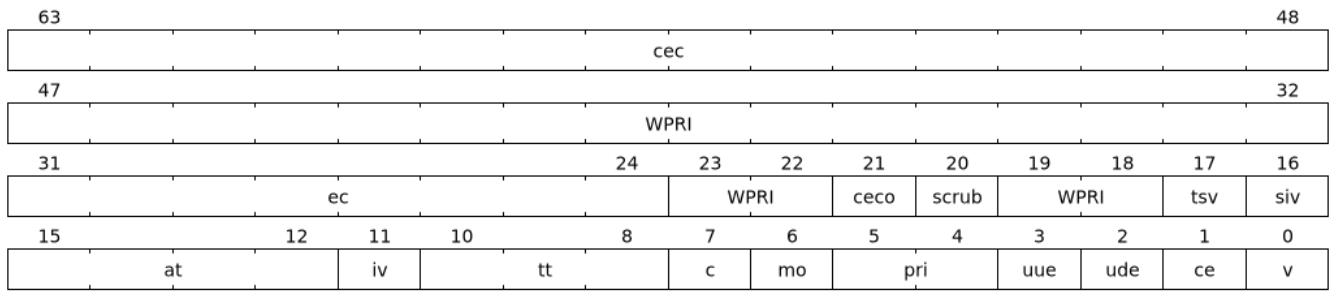 63 48
cec
47 32
WPRI
31 24 23 22 21 20 19 18 17 16
ec WPRI ceco scrub WPRI tsv siv
15 12 11 10 8 7 6 5 4 3 2 1 0
at iv tt c mo pri uue ude ce v